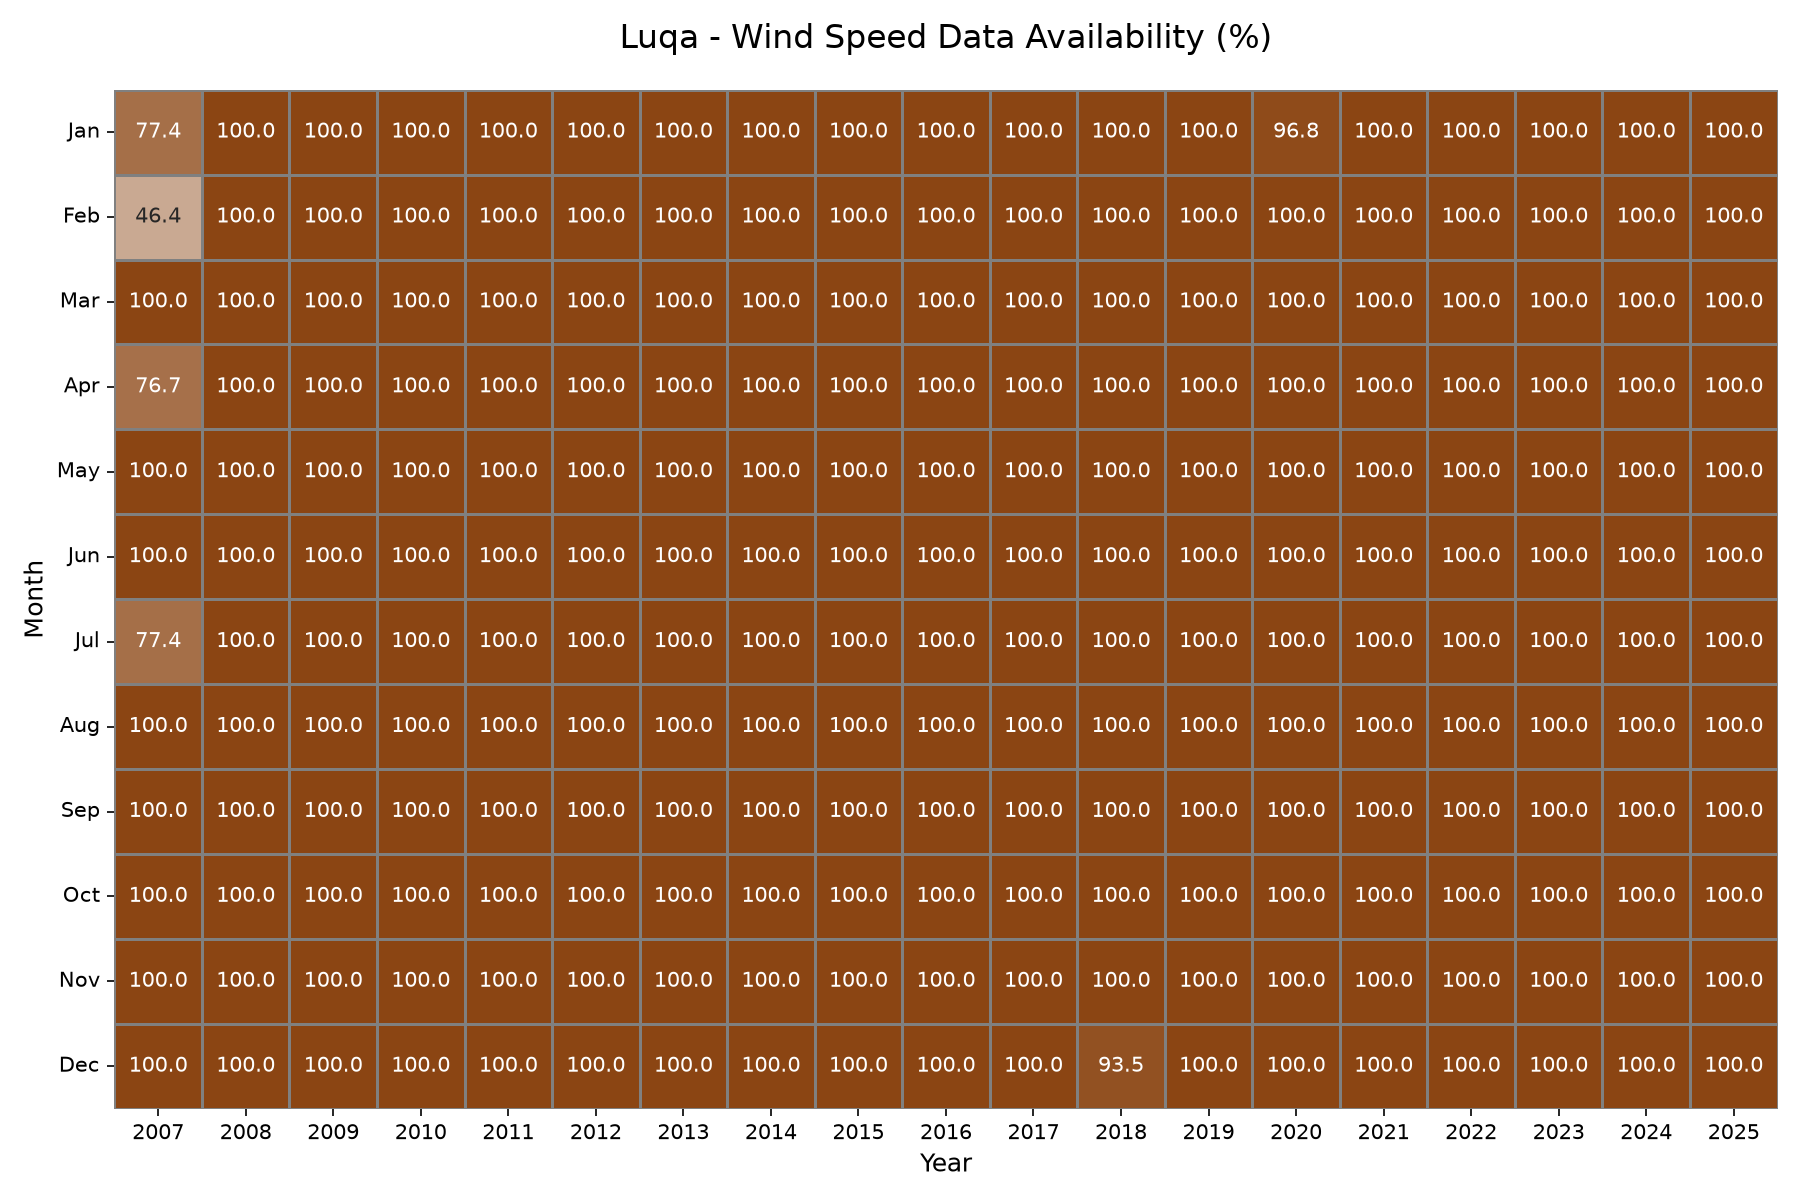 Luqa - Wind Speed Data Availability (%)
Jan 77.4 100.0 100.0 100.0 100.0 100.0 100.0 100.0 100.0 100.0 100.0 100.0 100.0 96.8 100.0 100.0 100.0 100.0 100.0
Feb 46.4 100.0 100.0 100.0 100.0 100.0 100.0 100.0 100.0 100.0 100.0 100.0 100.0 100.0 100.0 100.0 100.0 100.0 100.0
Mar 100.0 100.0 100.0 100.0 100.0 100.0 100.0 100.0 100.0 100.0 100.0 100.0 100.0 100.0 100.0 100.0 100.0 100.0 100.0
Apr 76.7 100.0 100.0 100.0 100.0 100.0 100.0 100.0 100.0 100.0 100.0 100.0 100.0 100.0 100.0 100.0 100.0 100.0 100.0
May 100.0 100.0 100.0 100.0 100.0 100.0 100.0 100.0 100.0 100.0 100.0 100.0 100.0 100.0 100.0 100.0 100.0 100.0 100.0
Jun 100.0 100.0 100.0 100.0 100.0 100.0 100.0 100.0 100.0 100.0 100.0 100.0 100.0 100.0 100.0 100.0 100.0 100.0 100.0
Month
Jul 77.4 100.0 100.0 100.0 100.0 100.0 100.0 100.0 100.0 100.0 100.0 100.0 100.0 100.0 100.0 100.0 100.0 100.0 100.0
Aug 100.0 100.0 100.0 100.0 100.0 100.0 100.0 100.0 100.0 100.0 100.0 100.0 100.0 100.0 100.0 100.0 100.0 100.0 100.0
Sep 100.0 100.0 100.0 100.0 100.0 100.0 100.0 100.0 100.0 100.0 100.0 100.0 100.0 100.0 100.0 100.0 100.0 100.0 100.0
Oct 100.0 100.0 100.0 100.0 100.0 100.0 100.0 100.0 100.0 100.0 100.0 100.0 100.0 100.0 100.0 100.0 100.0 100.0 100.0
Nov 100.0 100.0 100.0 100.0 100.0 100.0 100.0 100.0 100.0 100.0 100.0 100.0 100.0 100.0 100.0 100.0 100.0 100.0 100.0
Dec 100.0 100.0 100.0 100.0 100.0 100.0 100.0 100.0 100.0 100.0 100.0 93.5 100.0 100.0 100.0 100.0 100.0 100.0 100.0
2007 2008 2009 2010 2011 2012 2013 2014 2015 2016 2017 2018 2019 2020 2021 2022 2023 2024 2025
Year